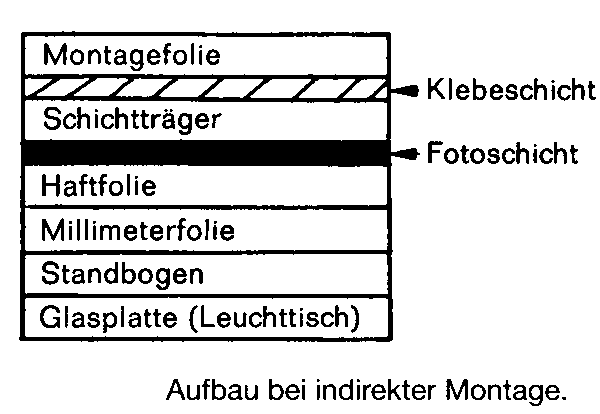 Montagefolie
Klebeschicht
Schichtträger
Fotoschicht
Haftfolie
Millimeterfolie
Standbogen
Glasplatte (Leuchttisch)
Aufbau bei indirekter Montage.